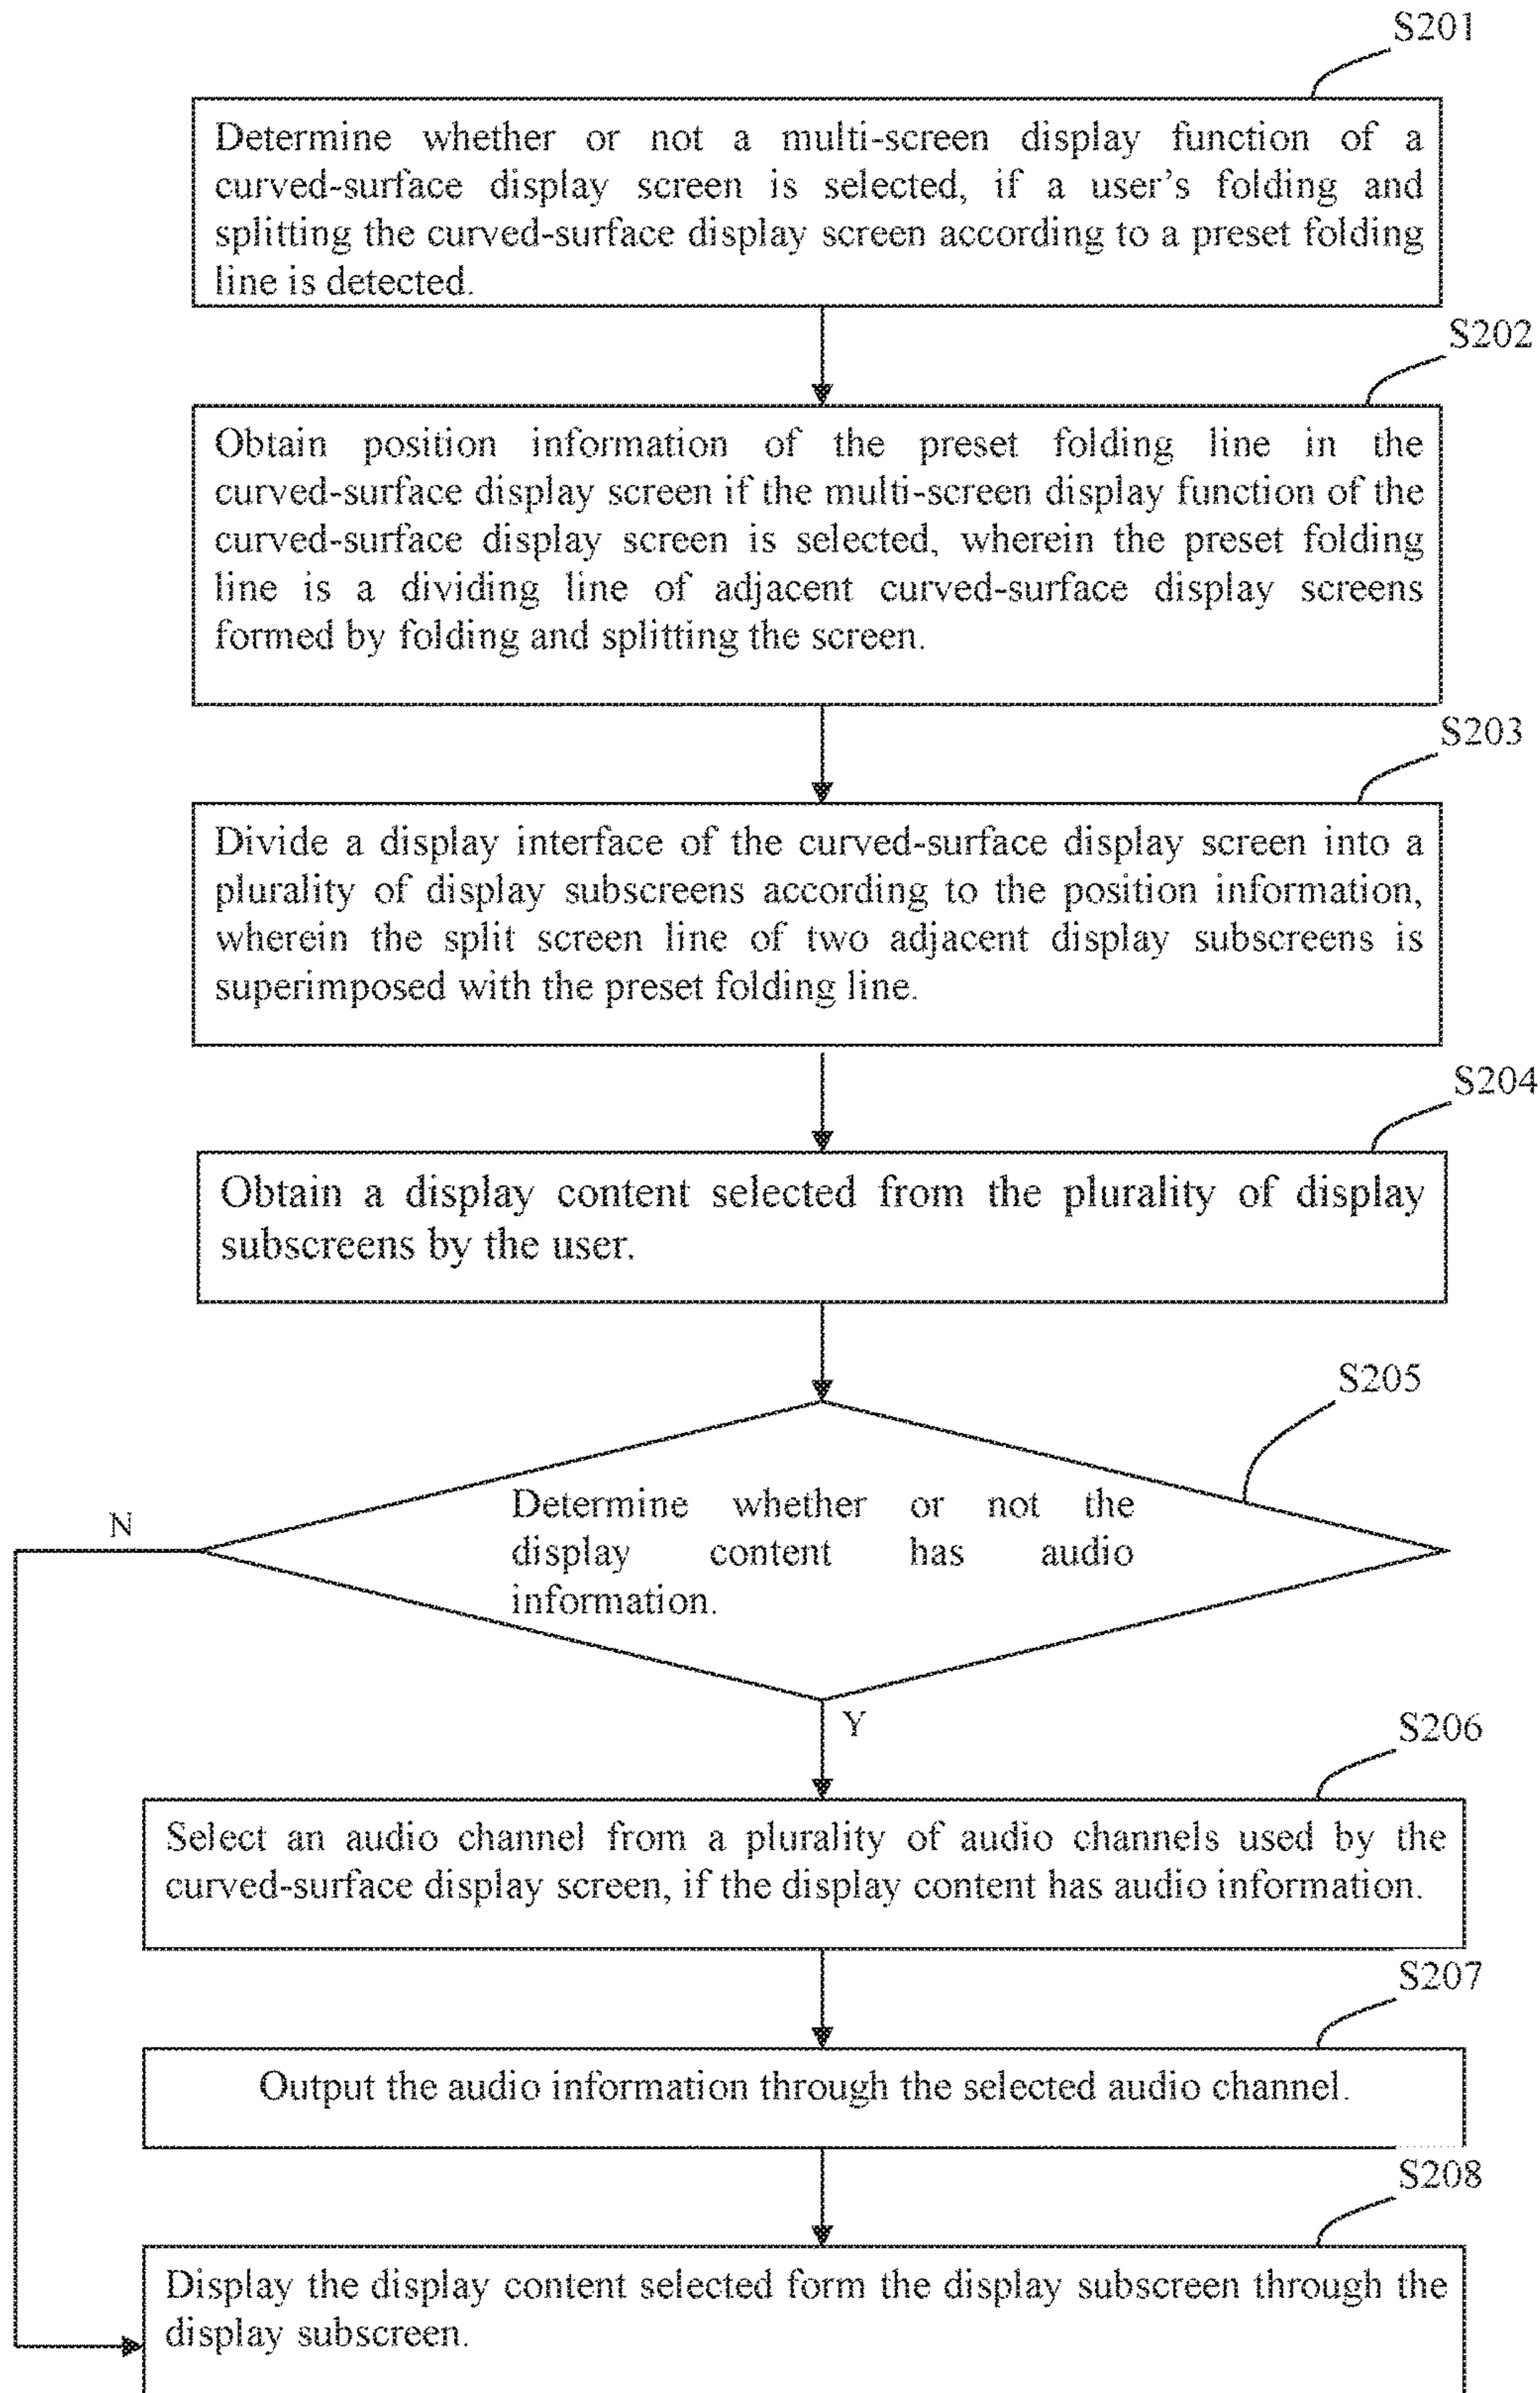 S201
Determine whether or not a multi-screen display function of a
curved-surface display screen is selected, if a user's folding and
splitting the curved-surface display screen according to a preset folding
line is detected.
S202
Obtain position information of the preset folding line in the
curved-surface display screen if the multi-screen display function of the
curved-surface display screen is selected, wherein the preset folding
line is a dividing line of adjacent curved-surface display screens
formed by folding and splitting the screen.
S203
Divide a display interface of the curved-surface display screen into a
plurality of display subscreens according to the position information,
wherein the split screen line of two adjacent display subscreens is
superimposed with the preset folding line.
S204
Obtain a display content selected from the plurality of display
subscreens by the user.
S205
N
Determine whether or not the
display content has audio
information.
Y
S206
Select an audio channel from a plurality of audio channels used by the
curved-surface display screen, if the display content has audio information.
S207
Output the audio information through the selected audio channel.
S208
Display the display content selected form the display subscreen through the
display subscreen.